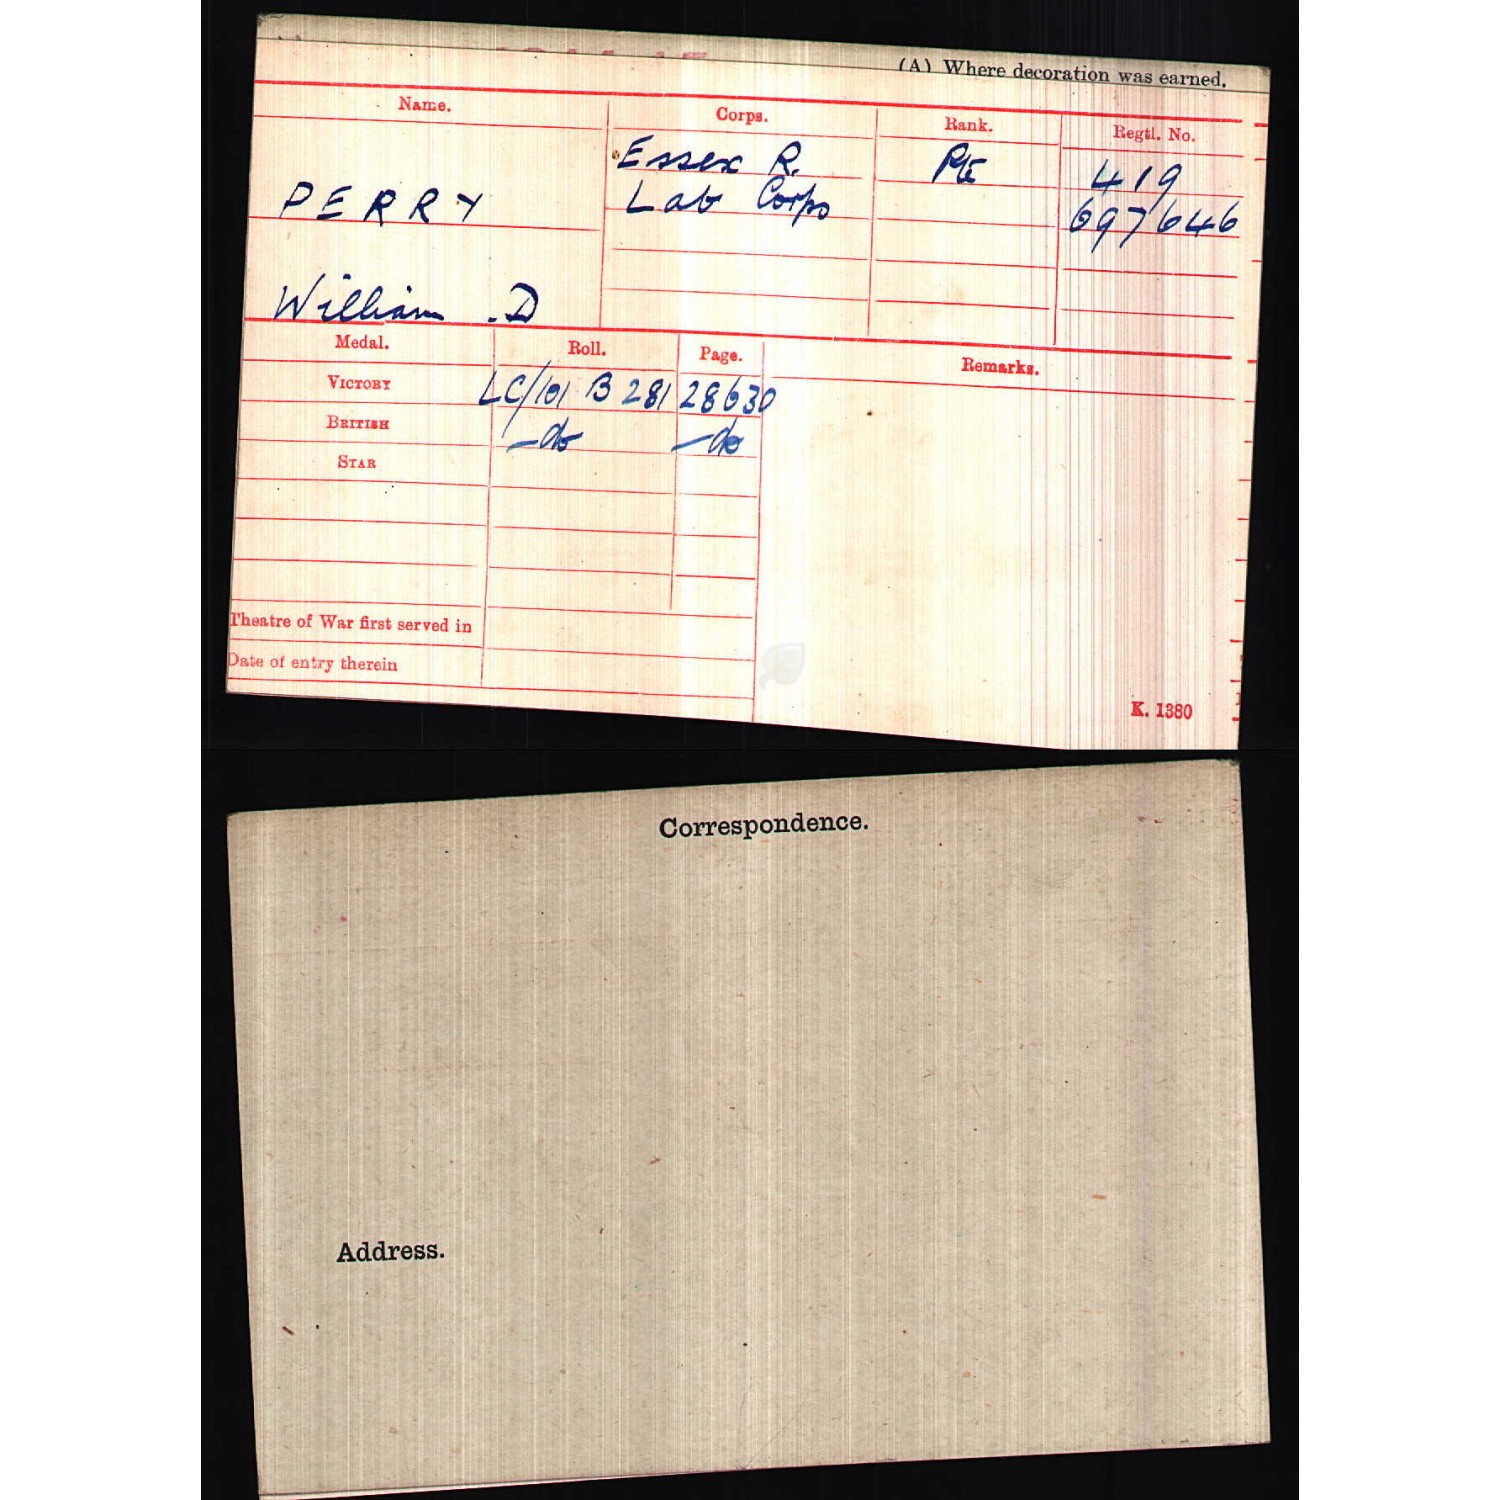 (A) Where decoration was earned.
Name. Corps. Rank. Regtl. No.
Essex R. Pte 419
PERRY Lab Corps 697646
William .D
Medal. Roll. Page. Remarks.
VICTORY LC/101 B 281 28630
BRITISH -do -do
STAR
Theatre of War first served in
Date of entry therein
K. 1380
Correspondence.
Address.